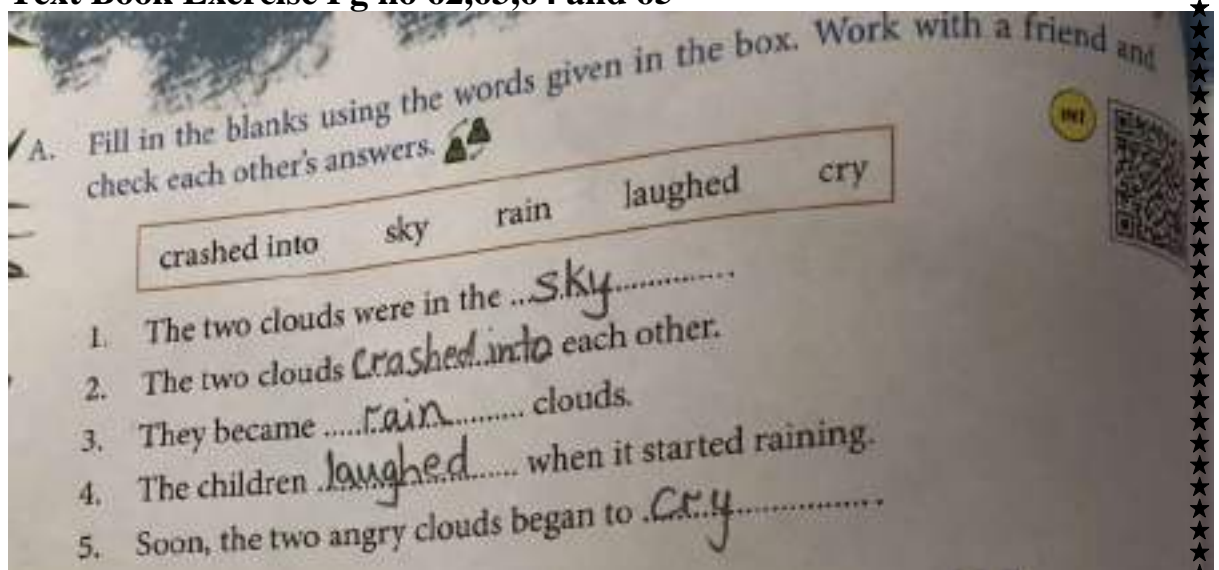 Text Book Exercise Pg no 62,63,64 and 65
A. Fill in the blanks using the words given in the box. Work with a friend and
check each other's answers.
INT
crashed into sky rain laughed cry
1. The two clouds were in the ...sky..............
2. The two clouds Crashed into each other.
3. They became .....rain.......... clouds.
4. The children laughed...... when it started raining.
5. Soon, the two angry clouds began to .Cry................